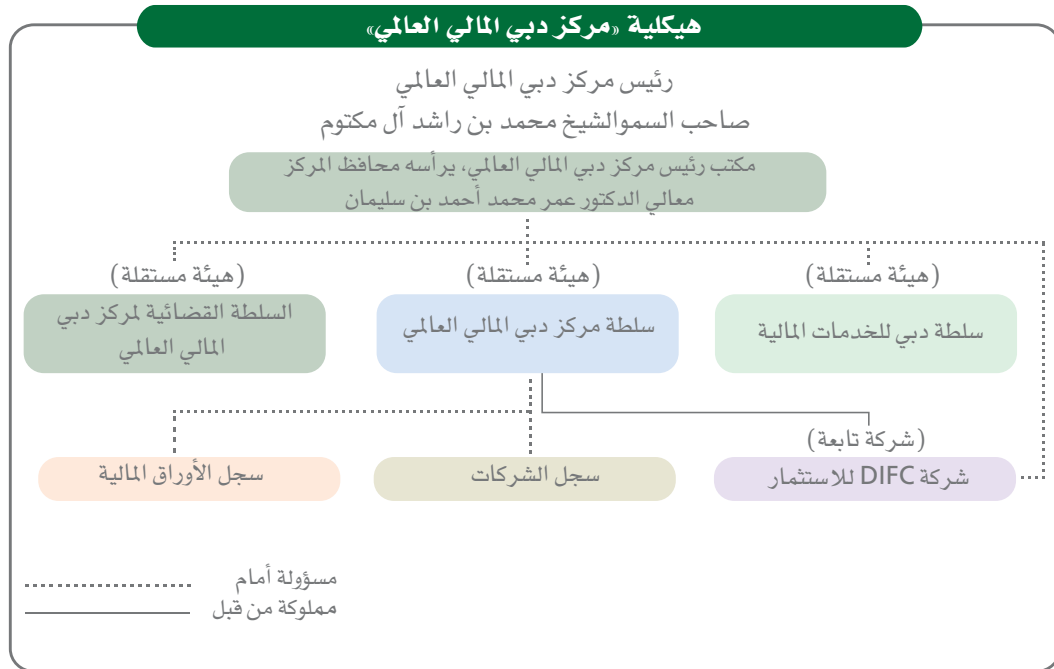 هيكلية «مركز دبي المالي العالمي»
رئيس مركز دبي المالي العالمي
صاحب السموالشيخ محمد بن راشد آل مكتوم
مكتب رئيس مركز دبي المالي العالمي، يرأسه محافظ المركز
معالي الدكتور عمر محمد أحمد بن سليمان
(هيئة مستقلة)
سلطة دبي للخدمات المالية
(هيئة مستقلة)
سلطة مركز دبي المالي العالمي
(هيئة مستقلة)
السلطة القضائية لمركز دبي
المالي العالمي
(شركة تابعة)
شركة DIFC للاستثمار
سجل الشركات
سجل الأوراق المالية
مسؤولة أمام
مملوكة من قبل